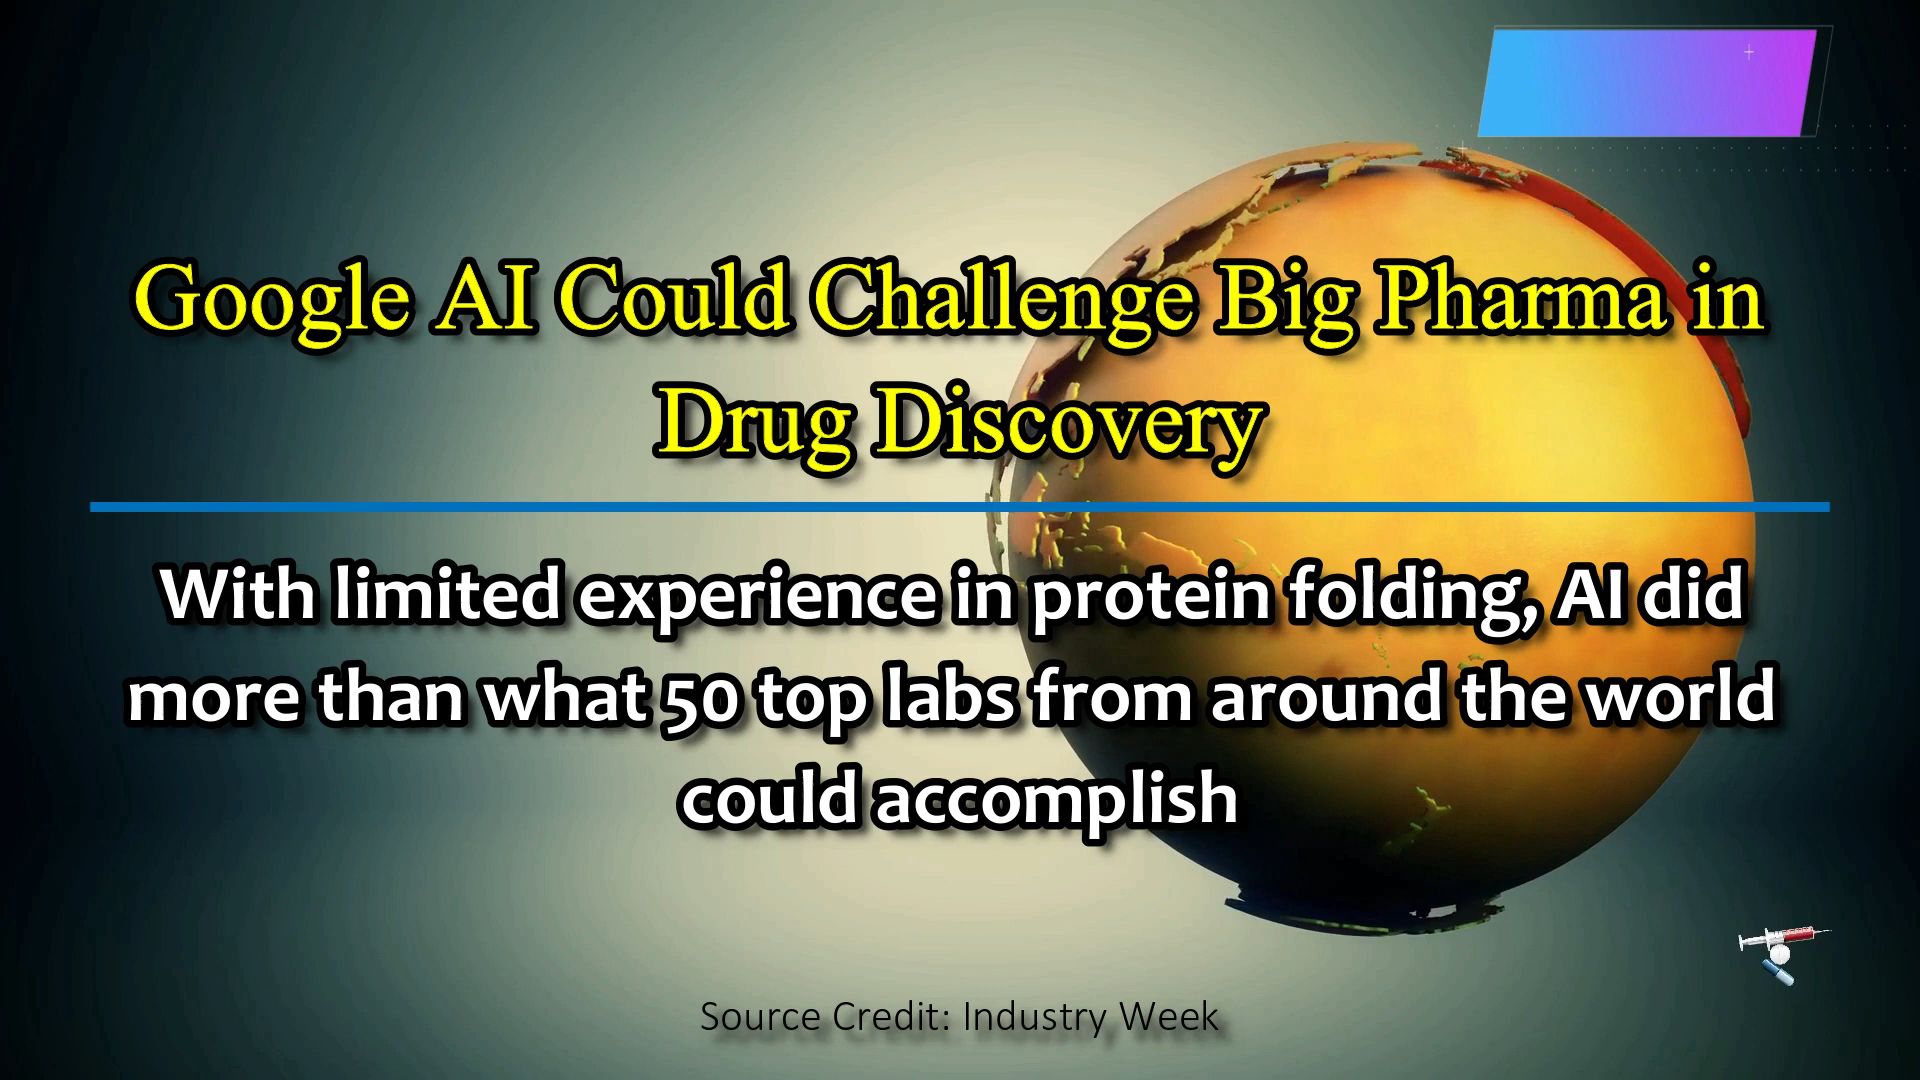 Google AI Could Challenge Big Pharma in
Drug Discovery
With limited experience in protein folding, AI did
more than what 50 top labs from around the world
could accomplish
Source Credit: Industry Week